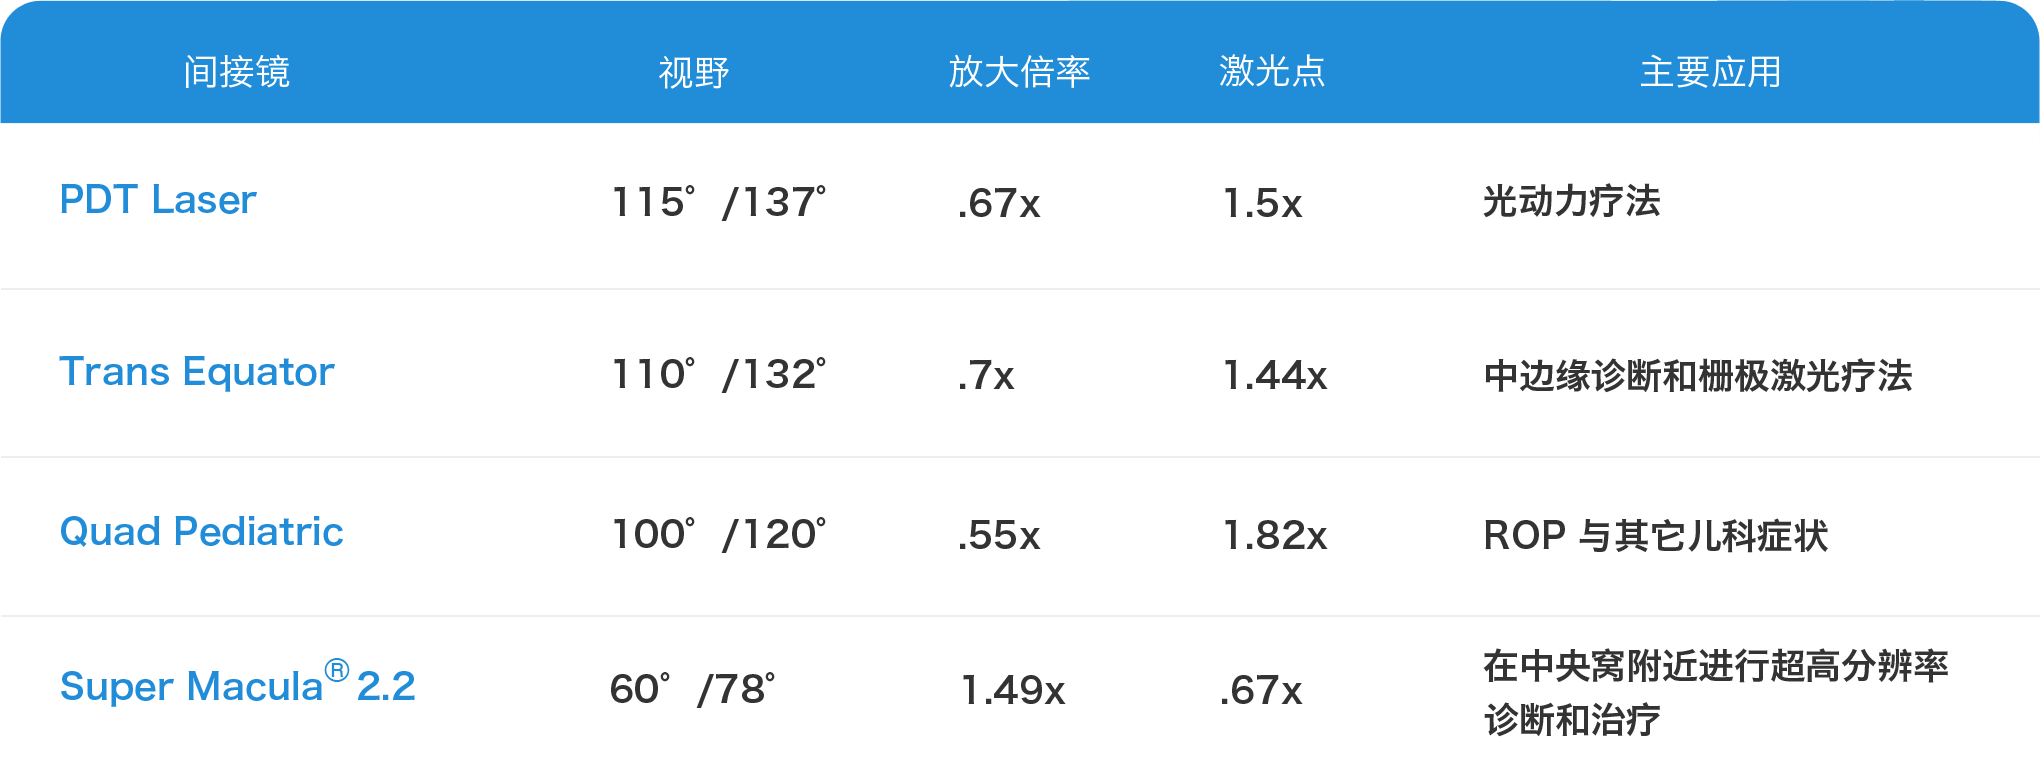 间接镜 视野 放大倍率 激光点 主要应用
PDT Laser 115° /137° .67x 1.5x 光动力疗法
Trans Equator 110° /132° .7x 1.44x 中边缘诊断和栅极激光疗法
Quad Pediatric 100° /120° .55x 1.82x ROP 与其它儿科症状
Super Macula® 2.2 60° /78° 1.49x .67x 在中央窝附近进行超高分辨率
诊断和治疗